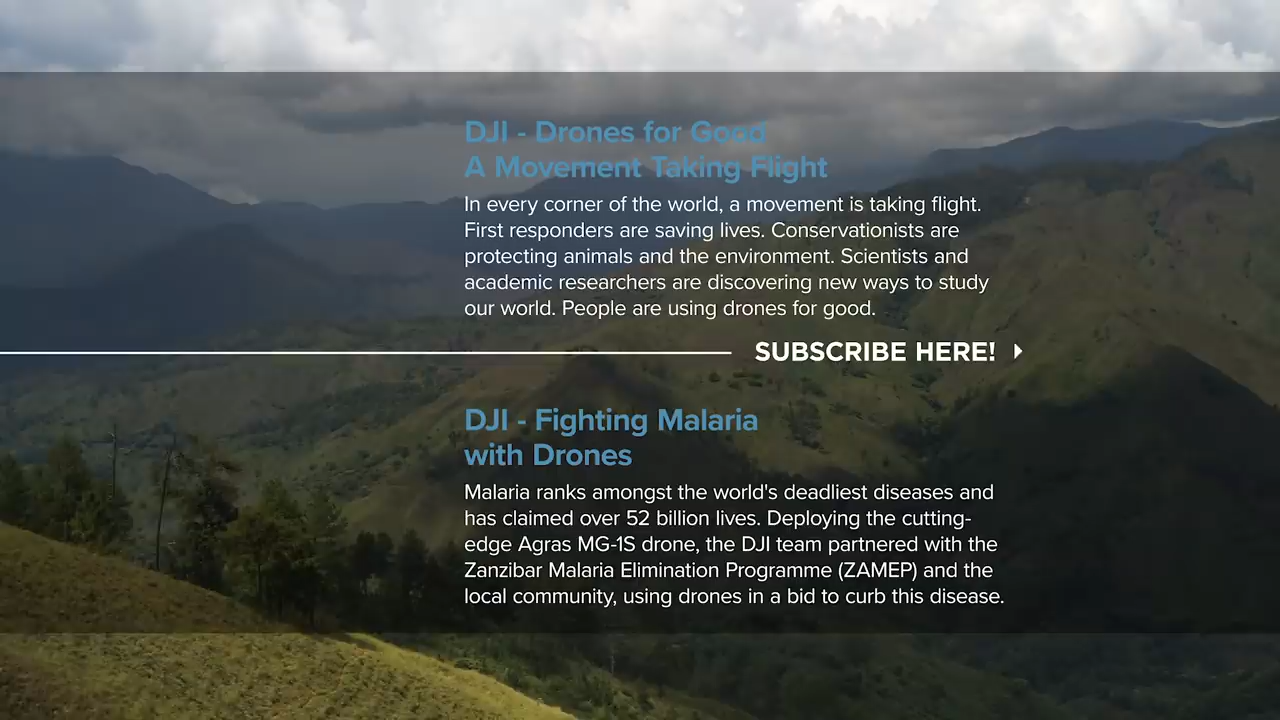 DJI - Drones for Good
A Movement Taking Flight
In every corner of the world, a movement is taking flight.
First responders are saving lives. Conservationists are
protecting animals and the environment. Scientists and
academic researchers are discovering new ways to study
our world. People are using drones for good.
SUBSCRIBE HERE!
DJI - Fighting Malaria
with Drones
Malaria ranks amongst the world's deadliest diseases and
has claimed over 52 billion lives. Deploying the cutting-
edge Agras MG-1S drone, the DJI team partnered with the
Zanzibar Malaria Elimination Programme (ZAMEP) and the
local community, using drones in a bid to curb this disease.